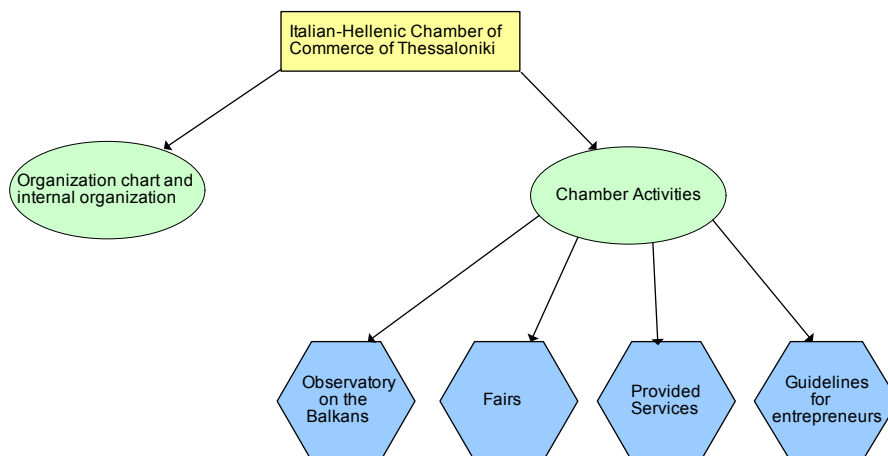 Italian-Hellenic Chamber of
Commerce of Thessaloniki
Organization chart and
internal organization
Chamber Activities
Observatory
on the
Balkans
Fairs
Provided
Services
Guidelines
for
entrepreneurs